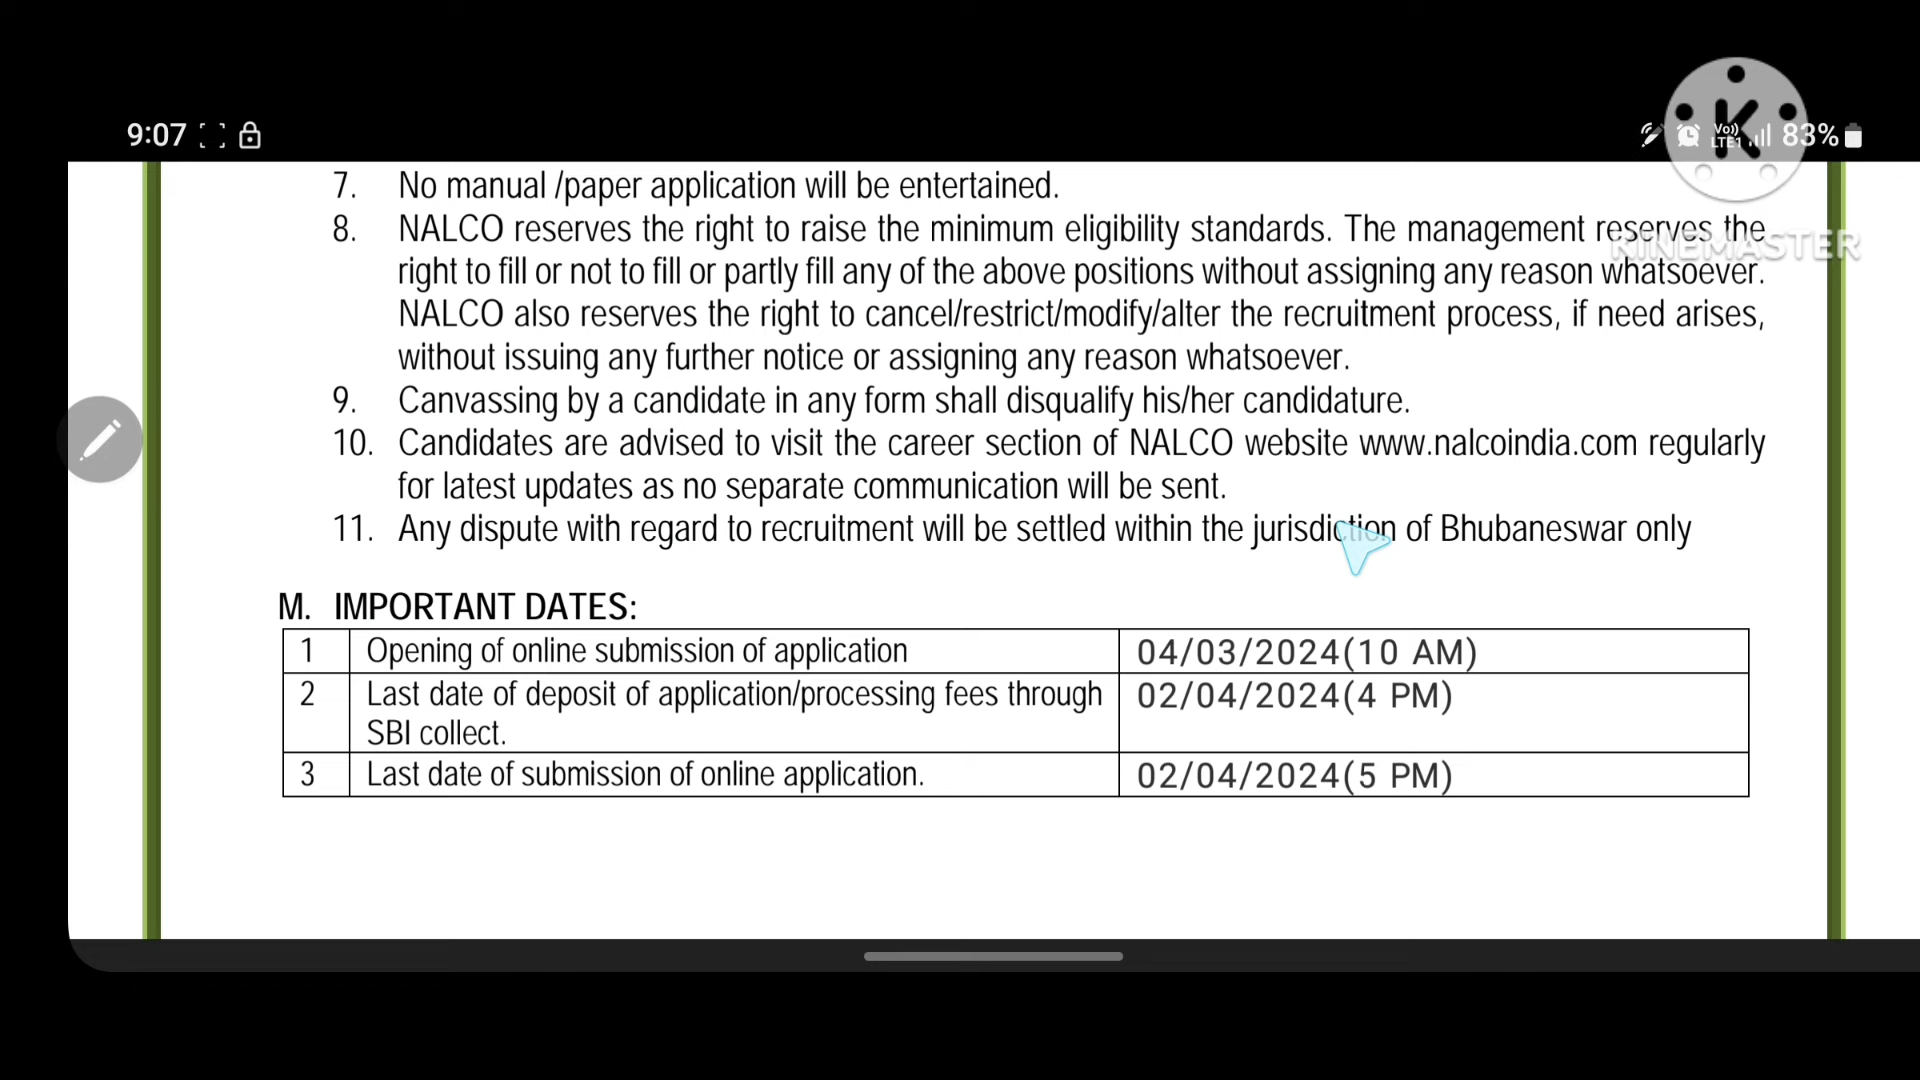 9:07
Vo)) LTE1 83%
K
KINEMASTER
7. No manual /paper application will be entertained.
8. NALCO reserves the right to raise the minimum eligibility standards. The management reserves the
right to fill or not to fill or partly fill any of the above positions without assigning any reason whatsoever.
NALCO also reserves the right to cancel/restrict/modify/alter the recruitment process, if need arises,
without issuing any further notice or assigning any reason whatsoever.
9. Canvassing by a candidate in any form shall disqualify his/her candidature.
10. Candidates are advised to visit the career section of NALCO website www.nalcoindia.com regularly
for latest updates as no separate communication will be sent.
11. Any dispute with regard to recruitment will be settled within the jurisdiction of Bhubaneswar only
M. IMPORTANT DATES:
1 Opening of online submission of application 04/03/2024(10 AM)
2 Last date of deposit of application/processing fees through 02/04/2024(4 PM)
SBI collect.
3 Last date of submission of online application. 02/04/2024(5 PM)